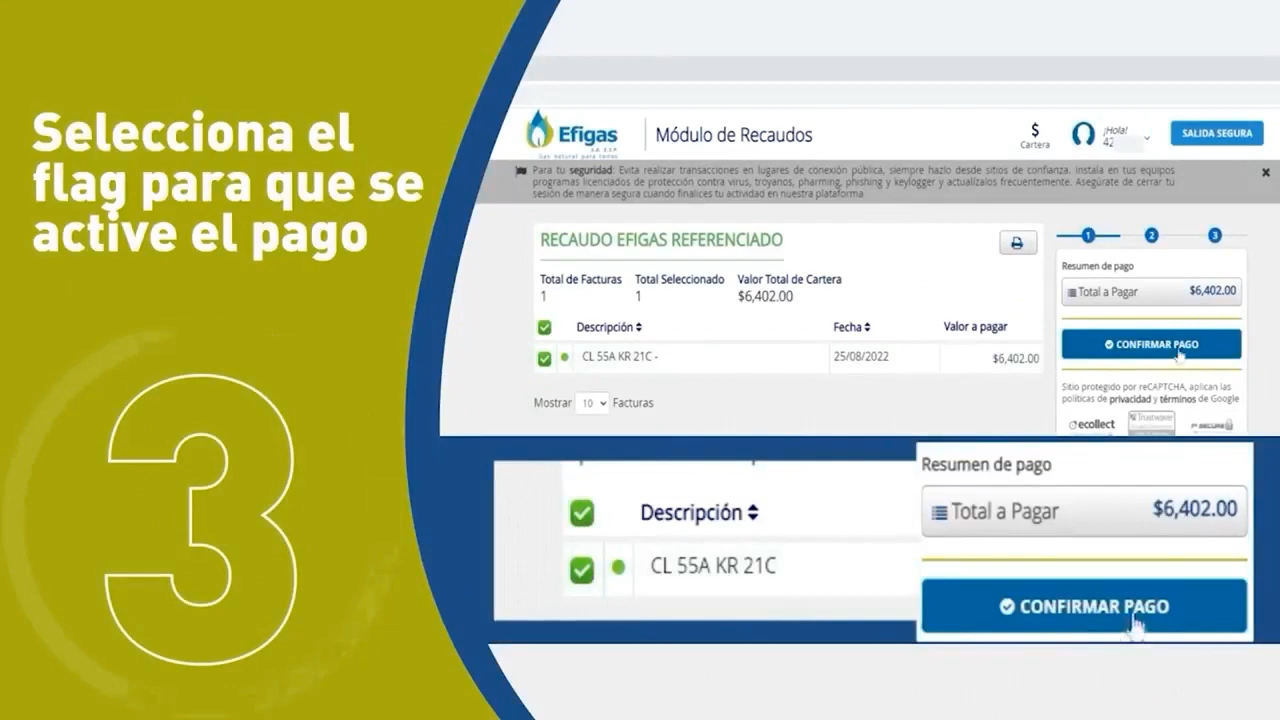 Selecciona el
flag para que se
active el pago
3
Efigas
S.A. E.S.P.
Gas natural para todos
Módulo de Recaudos
$
Cartera
¡Hola!
42
SALIDA SEGURA
Para tu seguridad: Evita realizar transacciones en lugares de conexión pública, siempre hazlo desde sitios de confianza. Instala en tus equipos
programas licenciados de protección contra virus, troyanos, pharming, phishing y keylogger y actualízalos frecuentemente. Asegúrate de cerrar tu
sesión de manera segura cuando finalices tu actividad en nuestra plataforma
RECAUDO EFIGAS REFERENCIADO
Total de Facturas Total Seleccionado Valor Total de Cartera
1 1 $6,402.00
Descripción Fecha Valor a pagar
CL 55A KR 21C - 25/08/2022 $6,402.00
Mostrar 10 Facturas
1 2 3
Resumen de pago
Total a Pagar $6,402.00
CONFIRMAR PAGO
Sitio protegido por reCAPTCHA, aplican las
políticas de privacidad y términos de Google
ecollect Trustwave SECURE
Descripción
CL 55A KR 21C
Resumen de pago
Total a Pagar $6,402.00
CONFIRMAR PAGO